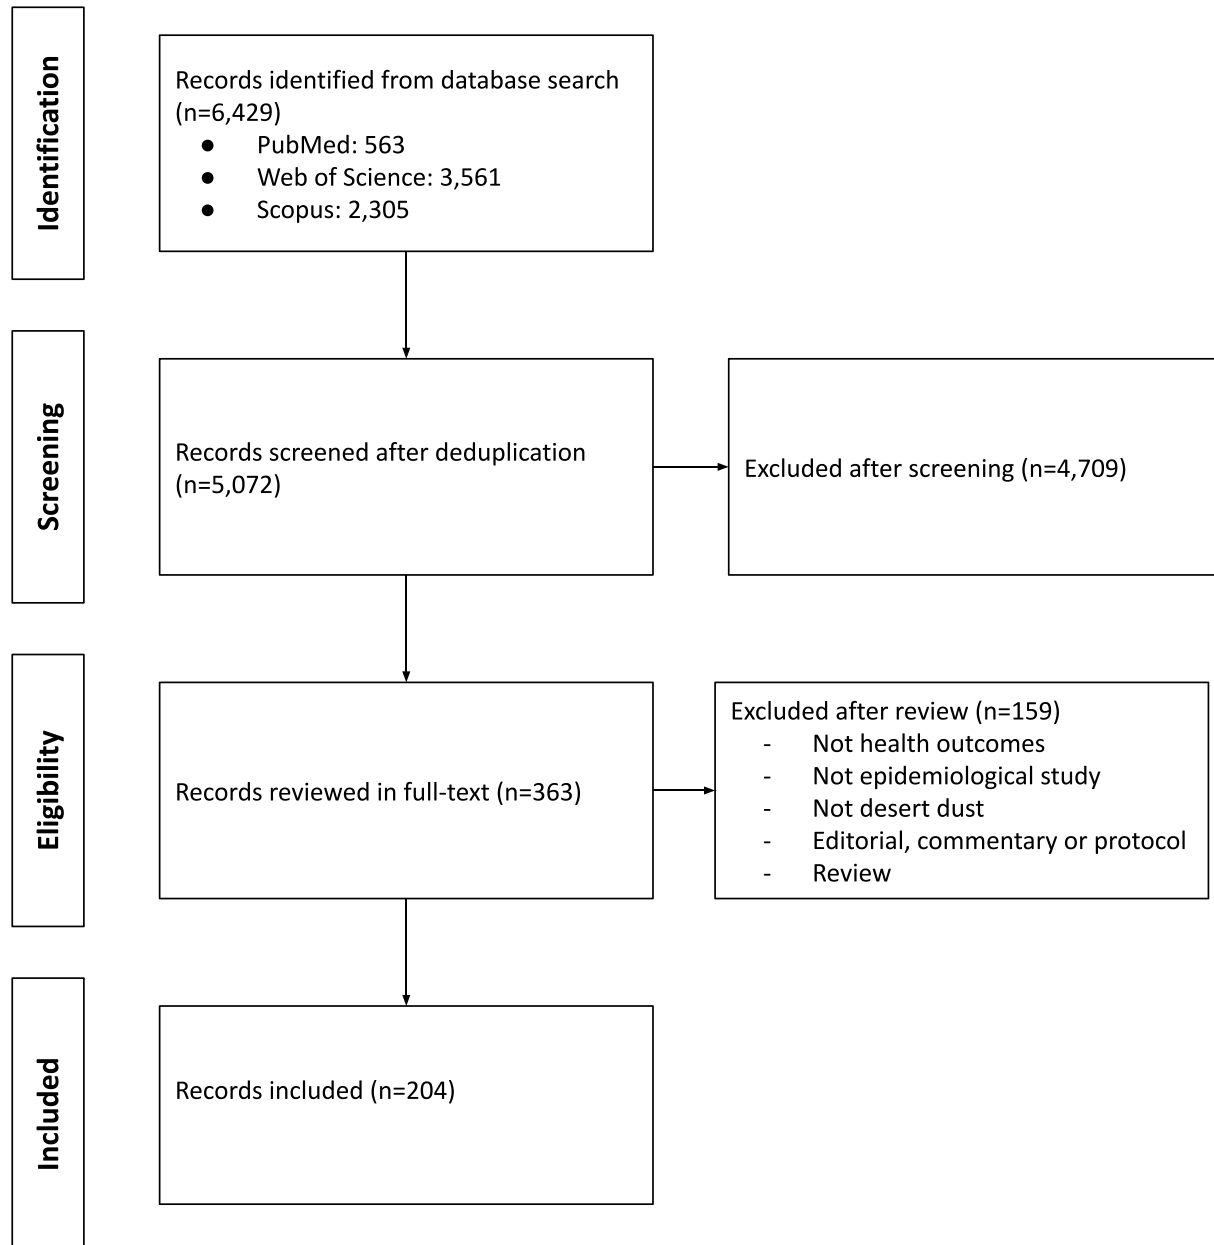 Identification
Records identified from database search
(n=6,429)
● PubMed: 563
● Web of Science: 3,561
● Scopus: 2,305
Screening
Records screened after deduplication
(n=5,072)
Excluded after screening (n=4,709)
Eligibility
Records reviewed in full-text (n=363)
Excluded after review (n=159)
- Not health outcomes
- Not epidemiological study
- Not desert dust
- Editorial, commentary or protocol
- Review
Included
Records included (n=204)